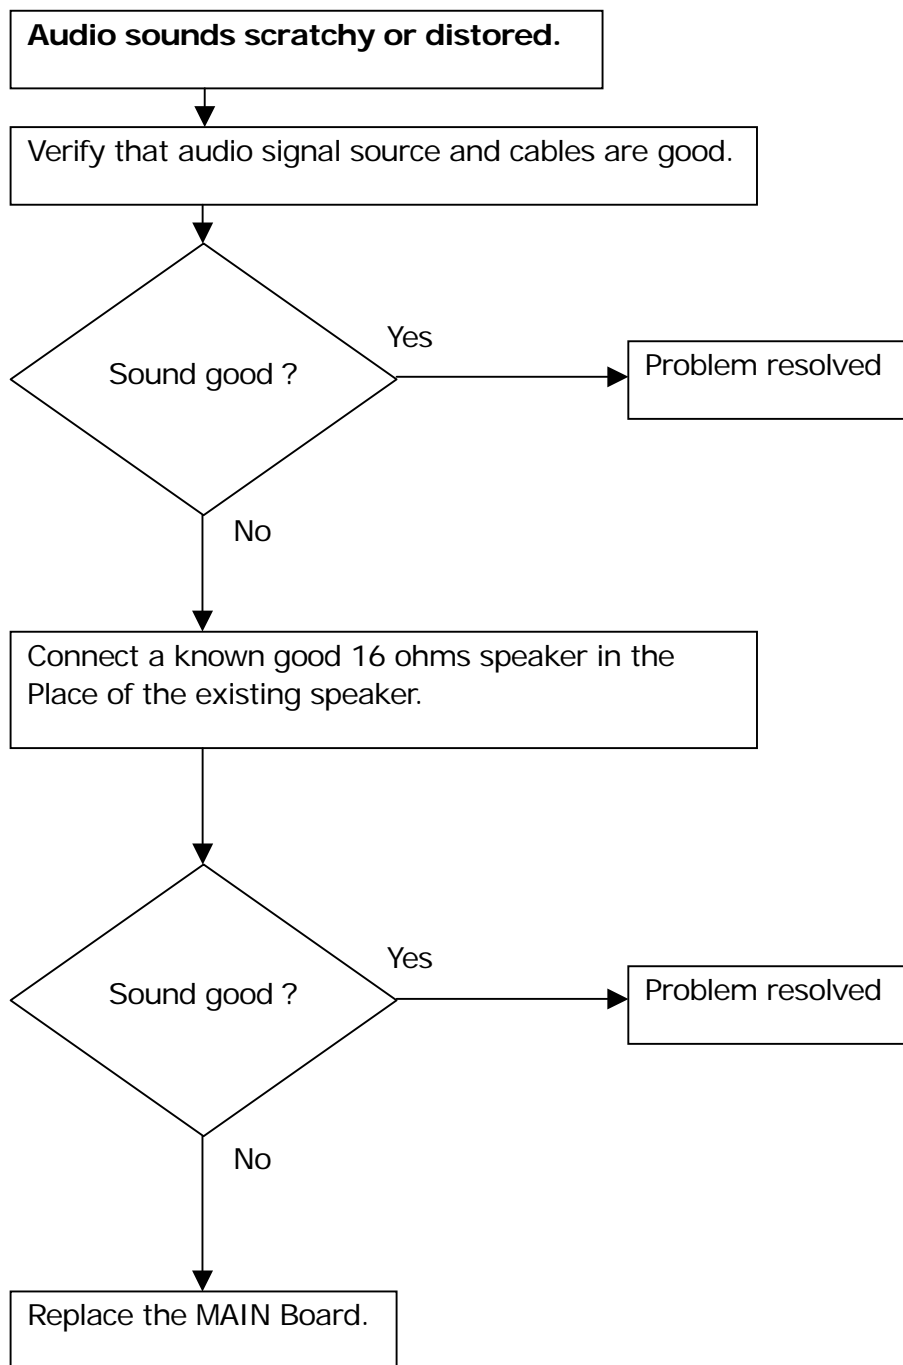 Audio sounds scratchy or distored.
Verify that audio signal source and cables are good.
Sound good ?
Yes
Problem resolved
No
Connect a known good 16 ohms speaker in the
Place of the existing speaker.
Sound good ?
Yes
Problem resolved
No
Replace the MAIN Board.